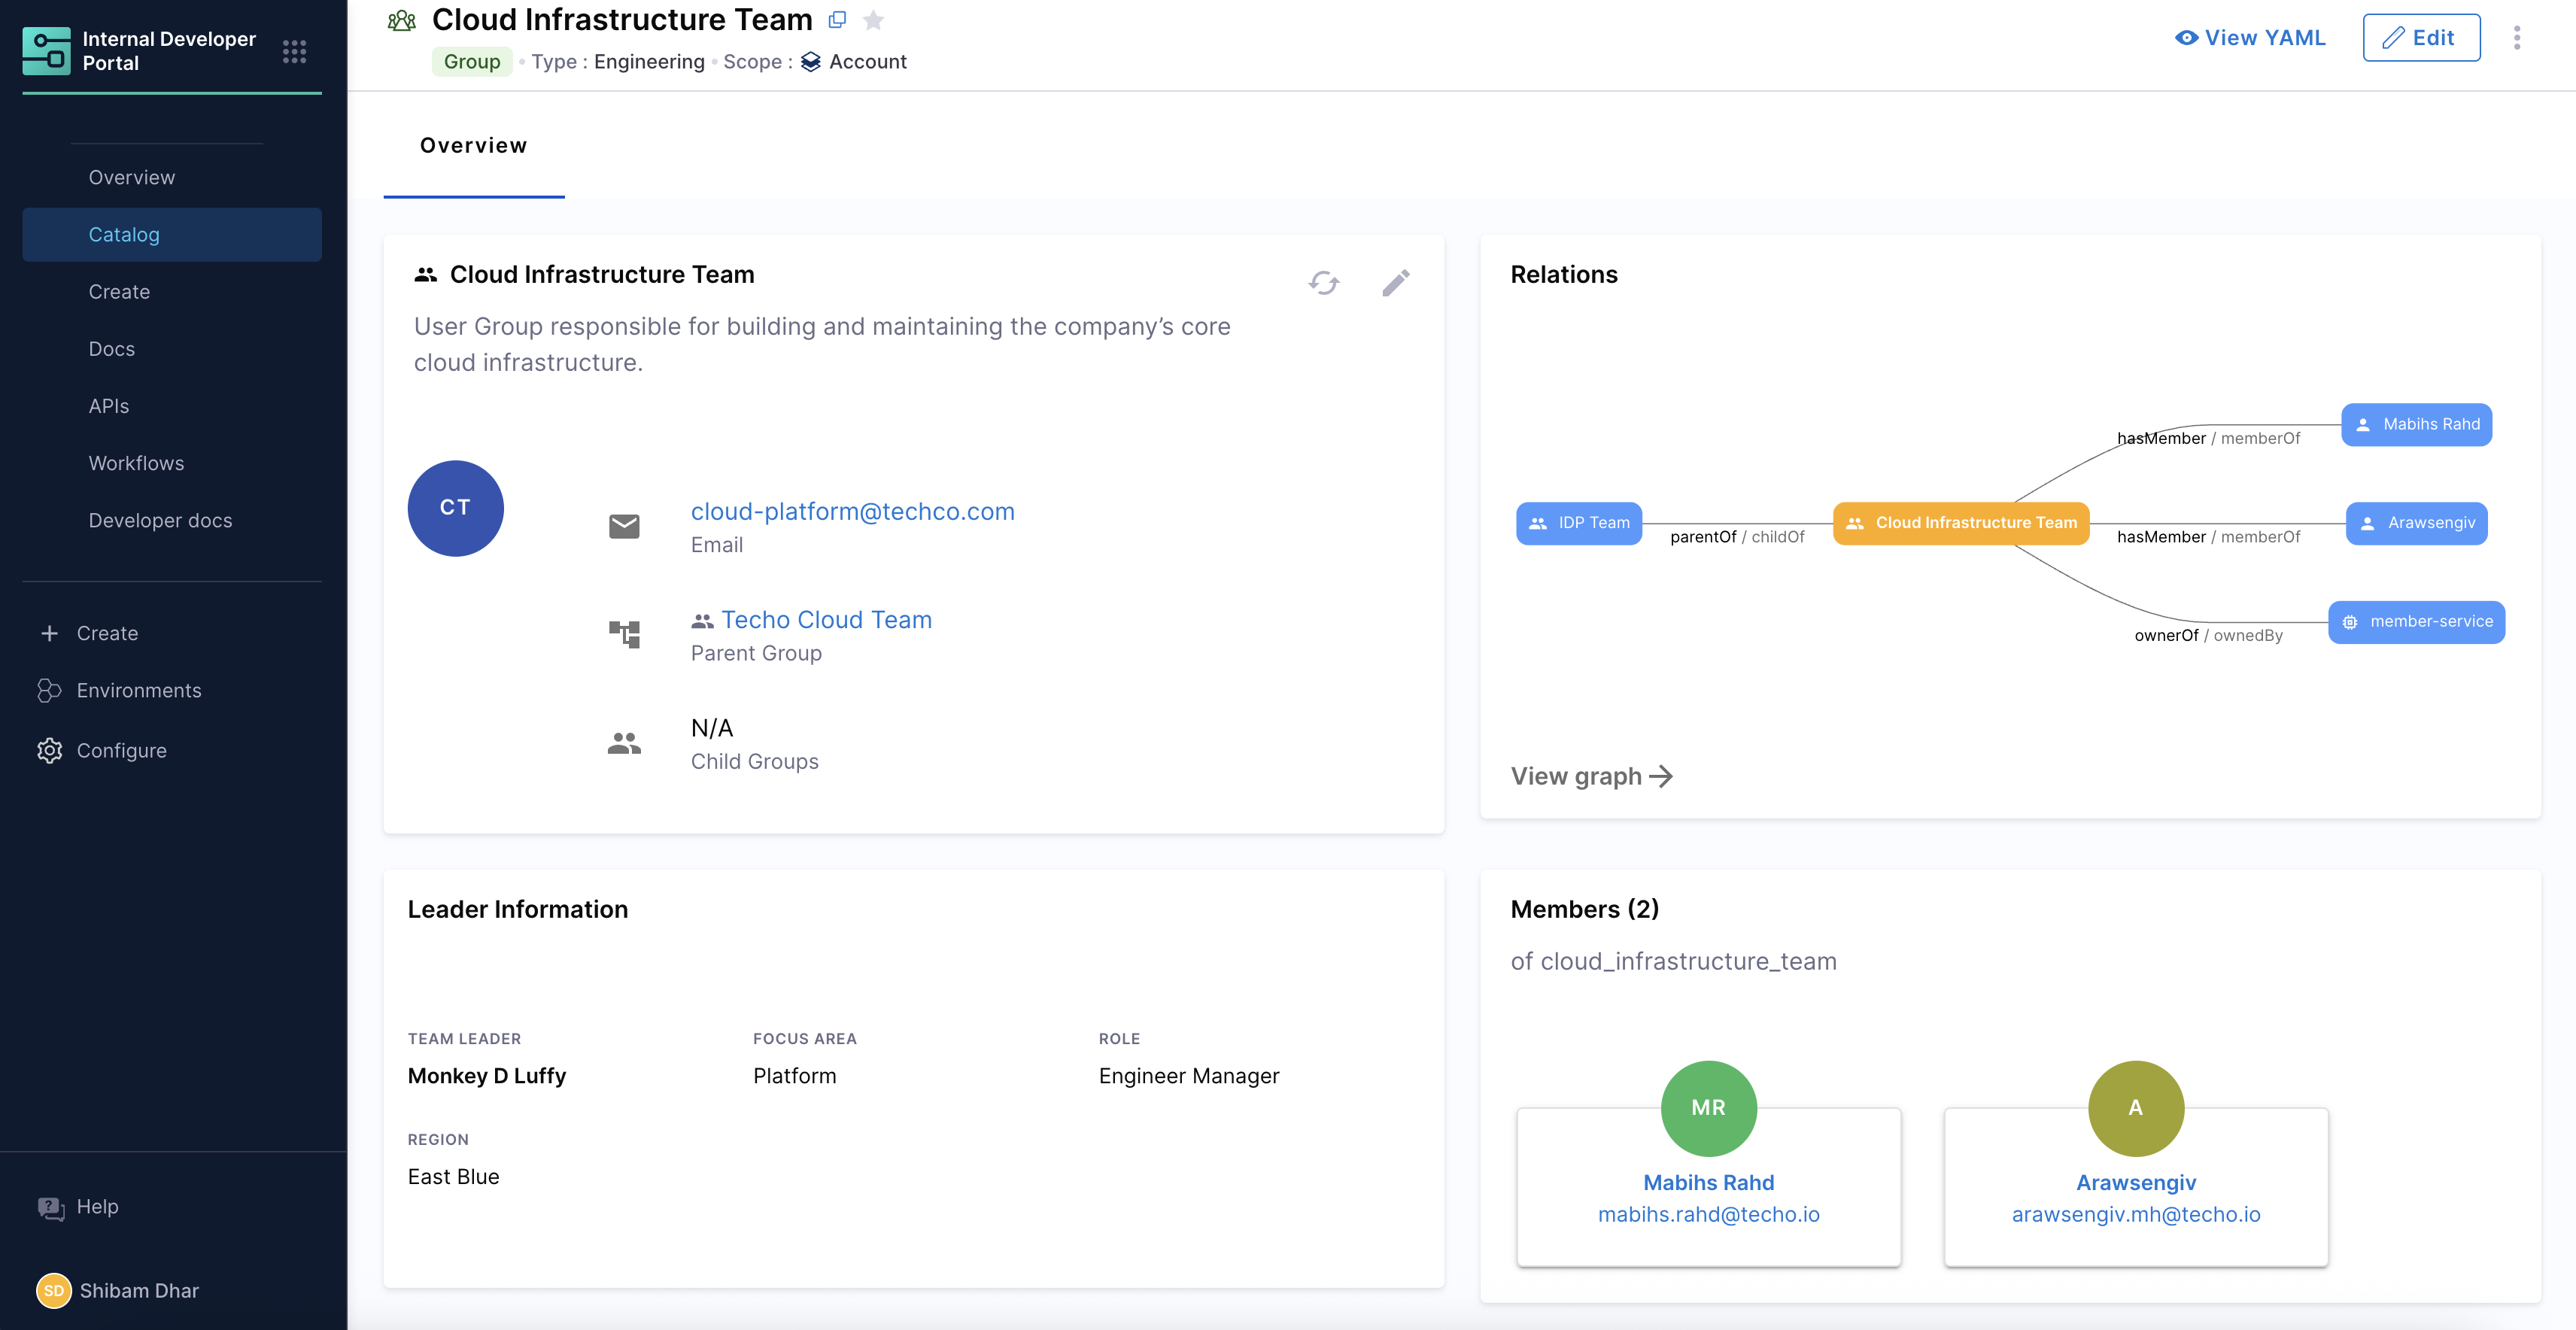 Internal Developer
Portal
Overview
Catalog
Create
Docs
APIs
Workflows
Developer docs
Create
Environments
Configure
Help
SD Shibam Dhar
Cloud Infrastructure Team
Group • Type : Engineering • Scope : Account
View YAML
Edit
Overview
Cloud Infrastructure Team
User Group responsible for building and maintaining the company’s core
cloud infrastructure.
CT
cloud-platform@techco.com
Email
Techo Cloud Team
Parent Group
N/A
Child Groups
Relations
Mabihs Rahd
hasMember / memberOf
IDP Team
parentOf / childOf
Cloud Infrastructure Team
hasMember / memberOf
Arawsengiv
ownerOf / ownedBy
member-service
View graph
Leader Information
TEAM LEADER
Monkey D Luffy
FOCUS AREA
Platform
ROLE
Engineer Manager
REGION
East Blue
Members (2)
of cloud_infrastructure_team
MR
Mabihs Rahd
mabihs.rahd@techo.io
A
Arawsengiv
arawsengiv.mh@techo.io